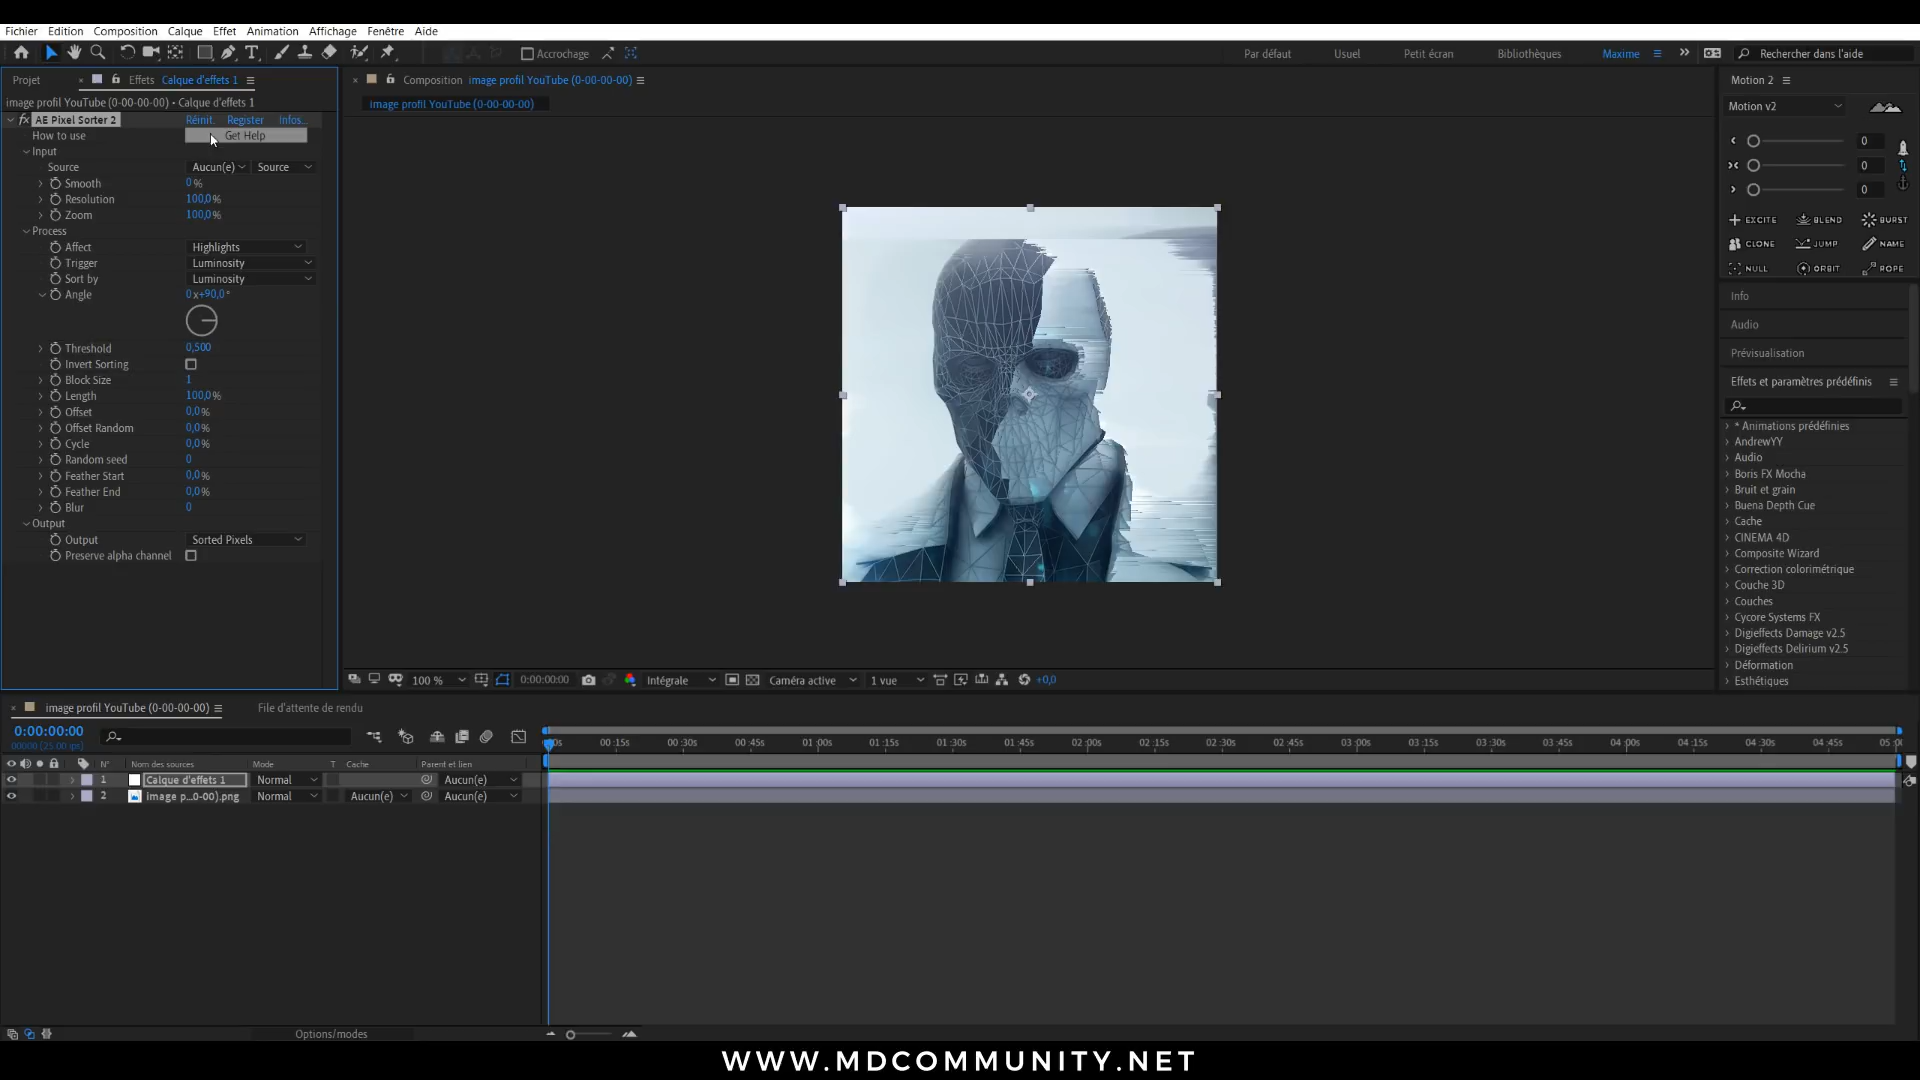 Fichier Edition Composition Calque Effet Animation Affichage Fenêtre Aide
Accrochage Par défaut Usuel Petit écran Bibliothèques Maxime Rechercher dans l'aide
Projet Effets Calque d'effets 1
Composition image profil YouTube (0-00-00-00)
Motion 2
image profil YouTube (0-00-00-00) • Calque d'effets 1
image profil YouTube (0-00-00-00)
Motion v2
AE Pixel Sorter 2 Réinit. Register Infos...
How to use Get Help
Input
Source Aucun(e) Source
Smooth 0 %
Resolution 100,0 %
Zoom 100,0 %
Process
Affect Highlights
Trigger Luminosity
Sort by Luminosity
Angle 0 x+90,0 °
Threshold 0,500
Invert Sorting
Block Size 1
Length 100,0 %
Offset 0,0 %
Offset Random 0,0 %
Cycle 0,0 %
Random seed 0
Feather Start 0,0 %
Feather End 0,0 %
Blur 0
Output
Output Sorted Pixels
Preserve alpha channel
0
0
0
EXCITE BLEND BURST
CLONE JUMP NAME
NULL ORBIT ROPE
Info
Audio
Prévisualisation
Effets et paramètres prédéfinis
* Animations prédéfinies
AndrewYY
Audio
Boris FX Mocha
Bruit et grain
Buena Depth Cue
Cache
CINEMA 4D
Composite Wizard
Correction colorimétrique
Couche 3D
Couches
Cycore Systems FX
Digieffects Damage v2.5
Digieffects Delirium v2.5
Déformation
Esthétiques
100 % 0:00:00:00 Intégrale Caméra active 1 vue +0,0
image profil YouTube (0-00-00-00) File d'attente de rendu
0:00:00:00
00000 (25.00 ips)
00:15s 00:30s 00:45s 01:00s 01:15s 01:30s 01:45s 02:00s 02:15s 02:30s 02:45s 03:00s 03:15s 03:30s 03:45s 04:00s 04:15s 04:30s 04:45s 05:0
N° Nom des sources Mode T Cache Parent et lien
1 Calque d'effets 1 Normal Aucun(e)
2 image p...0-00).png Normal Aucun(e) Aucun(e)
Options/modes
WWW.MDCOMMUNITY.NET